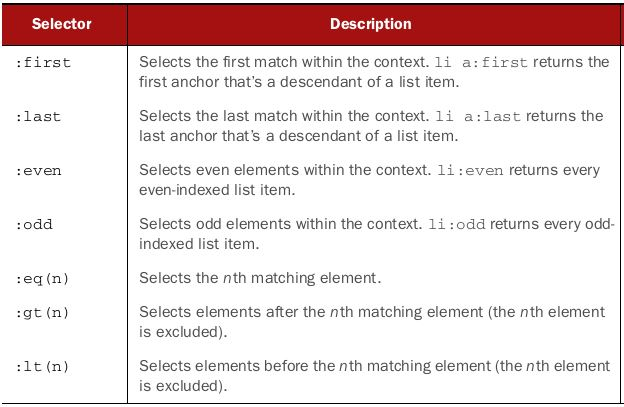 Selector Description
:first Selects the first match within the context. li a:first returns the
first anchor that's a descendant of a list item.
:last Selects the last match within the context. li a:last returns the
last anchor that's a descendant of a list item.
:even Selects even elements within the context. li:even returns every
even-indexed list item.
:odd Selects odd elements within the context. li:odd returns every odd-
indexed list item.
:eq(n) Selects the nth matching element.
:gt(n) Selects elements after the nth matching element (the nth element
is excluded).
:lt(n) Selects elements before the nth matching element (the nth element
is excluded).